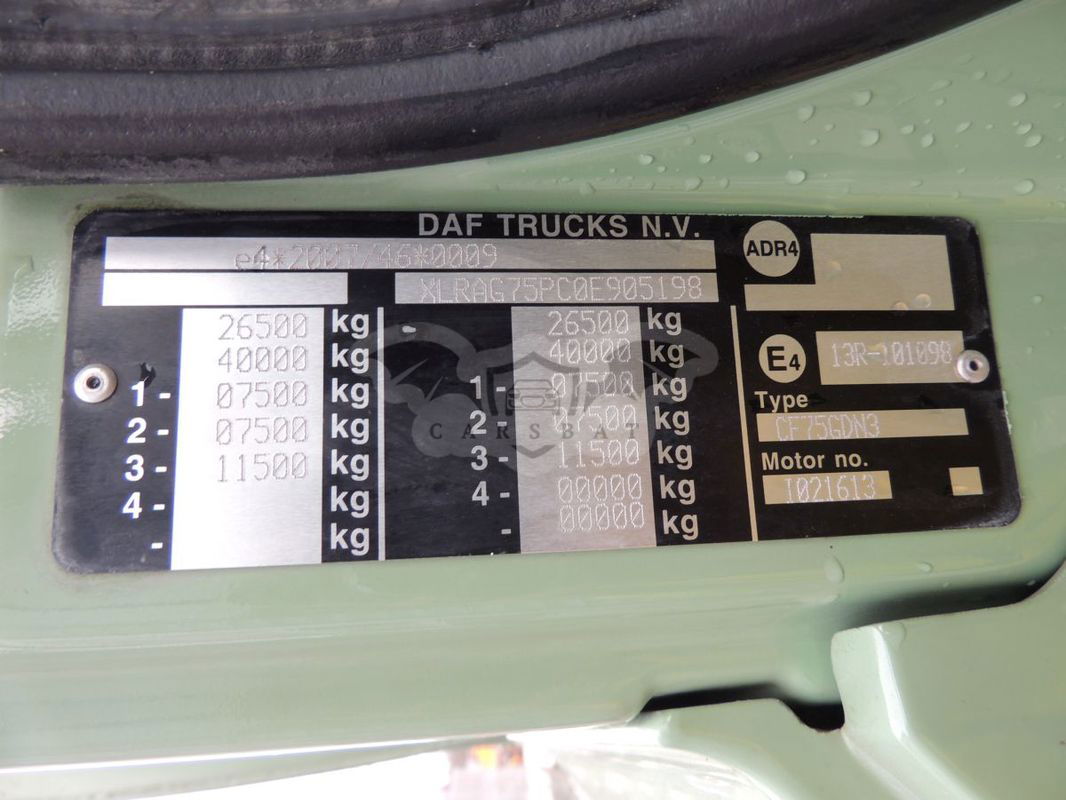 DAF TRUCKS N.V.
e4*2007/46*0009
XLRAG75PC0E905198
26500 kg
40000 kg
1 - 07500 kg
2 - 07500 kg
3 - 11500 kg
4 - kg
- kg
- 26500 kg
40000 kg
1 - 07500 kg
2 - 07500 kg
3 - 11500 kg
4 - 00000 kg
- 00000 kg
ADR4
E4 13R-101098
Type
CF75GDN3
Motor no.
I021613
CARSBAT